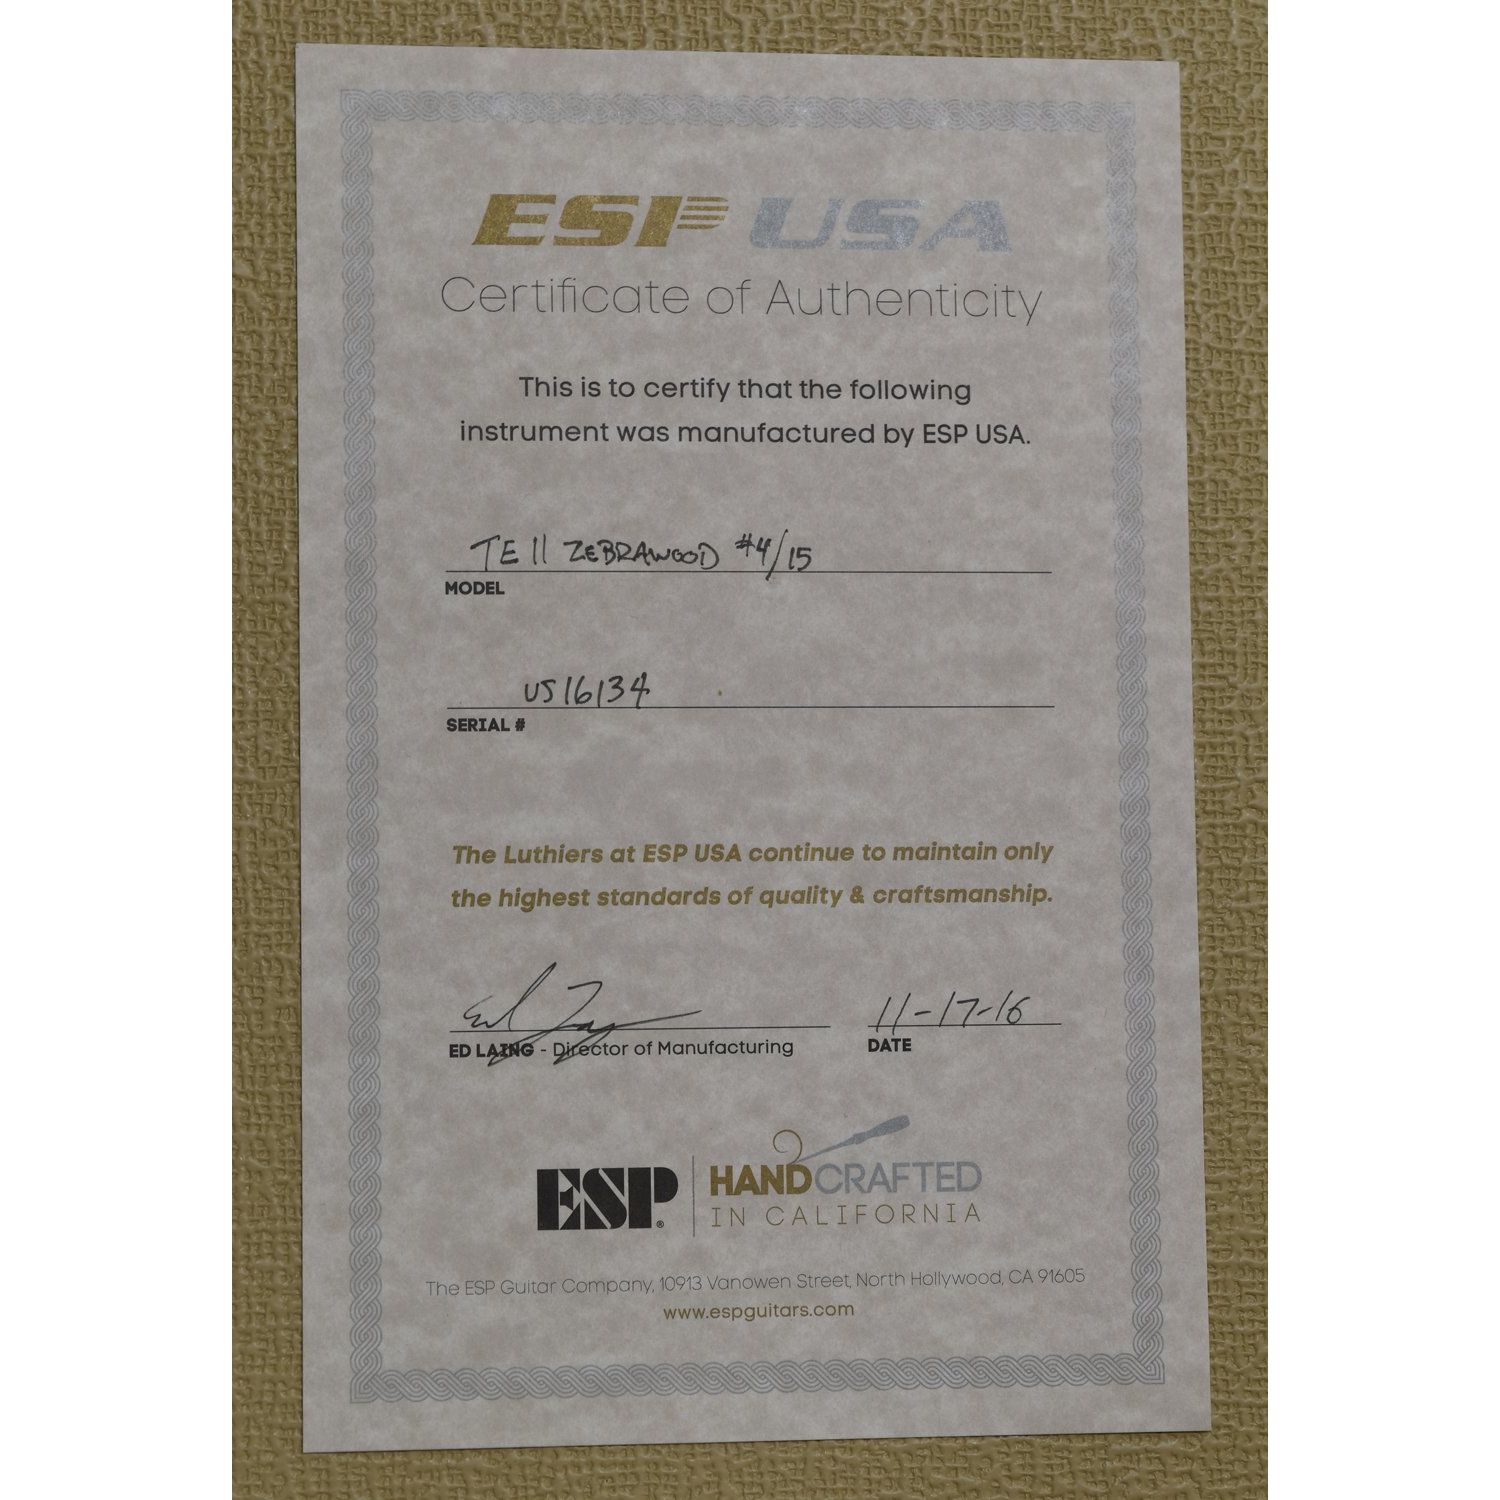 ESP USA
Certificate of Authenticity
This is to certify that the following
instrument was manufactured by ESP USA.
TE II ZEBRAWOOD #4/15
MODEL
US16134
SERIAL #
The Luthiers at ESP USA continue to maintain only
the highest standards of quality & craftsmanship.
Ed Laing 11-17-16
ED LAING - Director of Manufacturing DATE
ESP® HANDCRAFTED
IN CALIFORNIA
The ESP Guitar Company, 10913 Vanowen Street, North Hollywood, CA 91605
www.espguitars.com